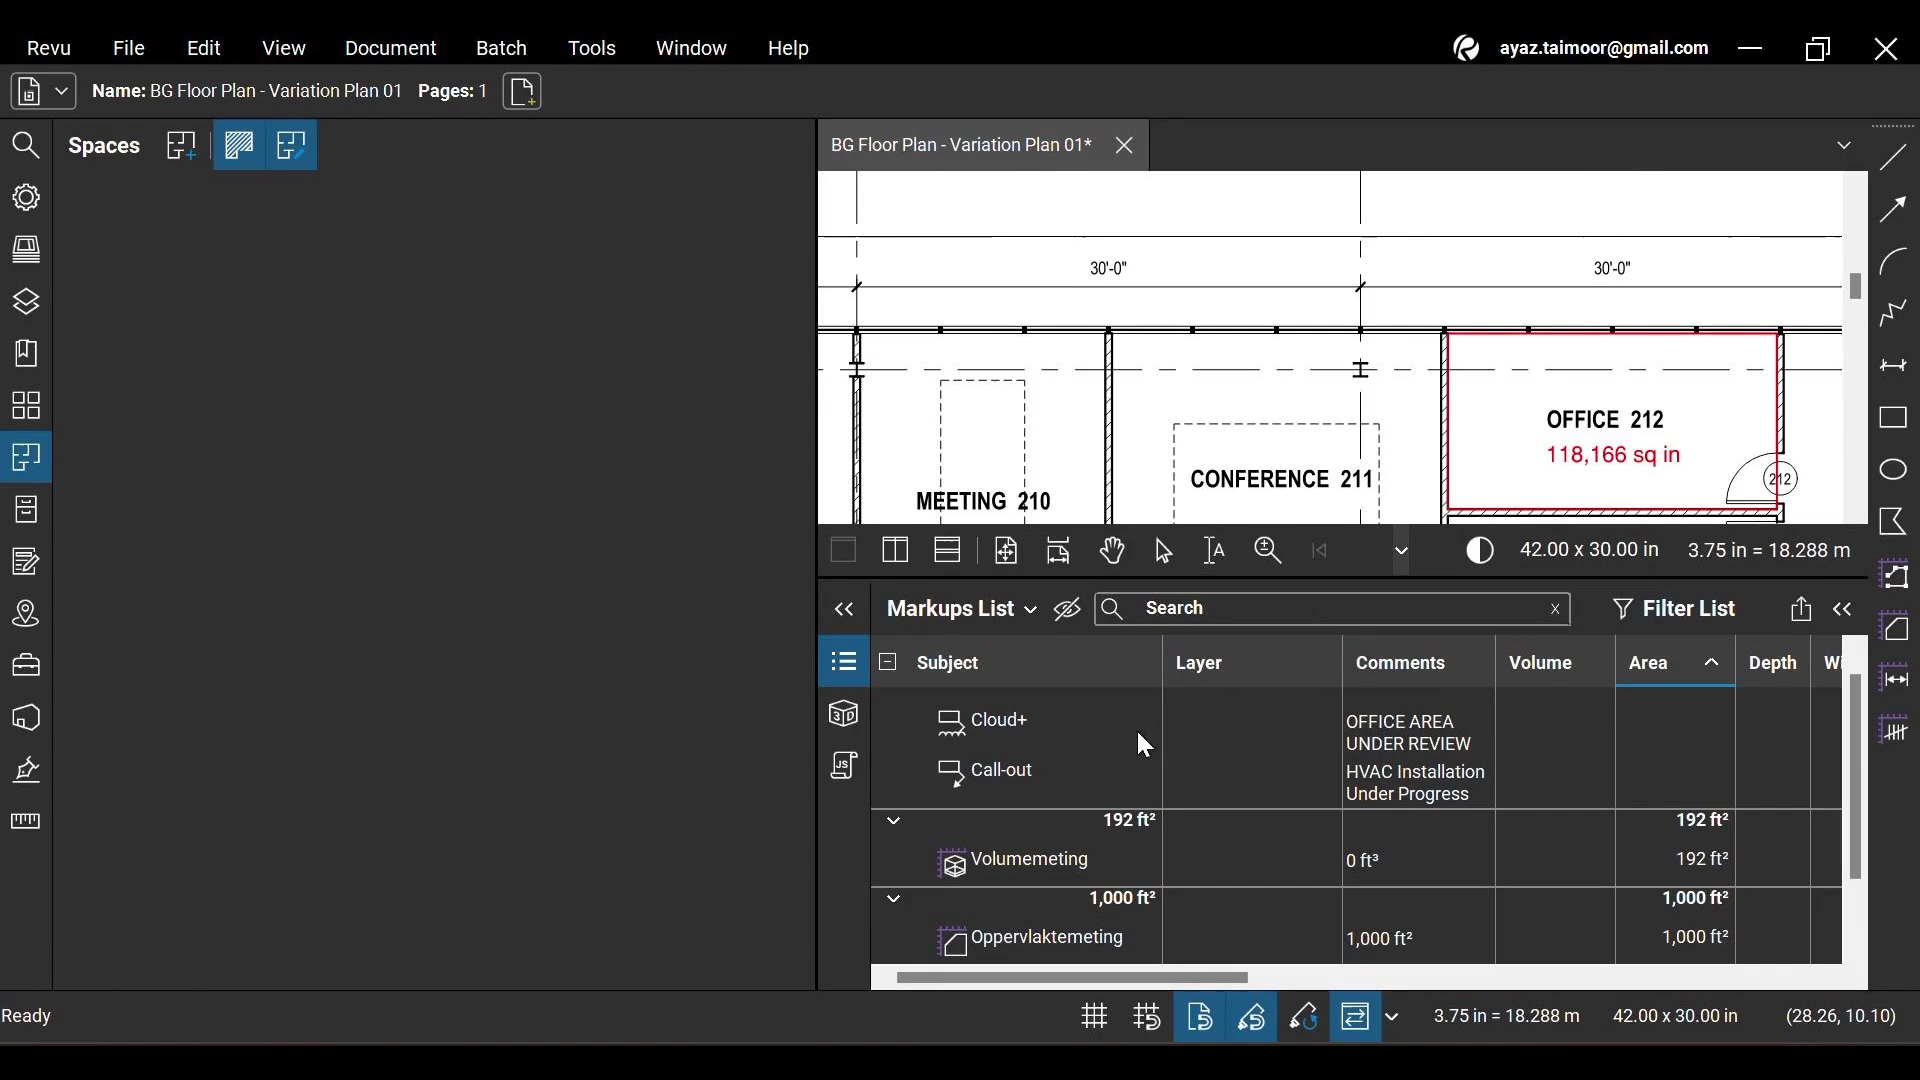 Revu File Edit View Document Batch Tools Window Help ayaz.taimoor@gmail.com
Name: BG Floor Plan - Variation Plan 01 Pages: 1
Spaces
BG Floor Plan - Variation Plan 01*
30'-0" 30'-0"
OFFICE 212
118,166 sq in
CONFERENCE 211
212
MEETING 210
42.00 x 30.00 in 3.75 in = 18.288 m
Markups List Search x Filter List
Subject Layer Comments Volume Area Depth Wi
3D
Cloud+ OFFICE AREA
UNDER REVIEW
JS
Call-out HVAC Installation
Under Progress
192 ft² 192 ft²
Volumemeting 0 ft³ 192 ft²
1,000 ft² 1,000 ft²
Oppervlaktemeting 1,000 ft² 1,000 ft²
Ready 3.75 in = 18.288 m 42.00 x 30.00 in (28.26, 10.10)